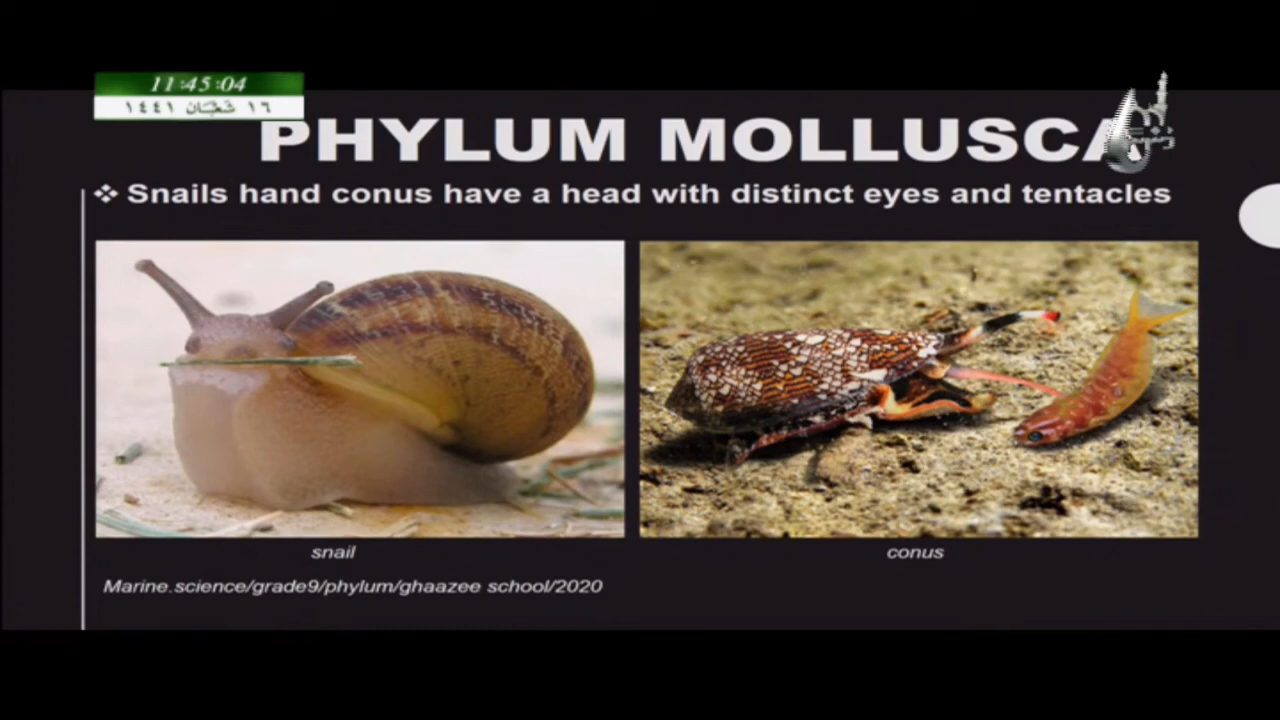 11:45:04
١٦ شَعْبَان ١٤٤١
PHYLUM MOLLUSCA
❖ Snails hand conus have a head with distinct eyes and tentacles
snail
conus
Marine.science/grade9/phylum/ghaazee school/2020